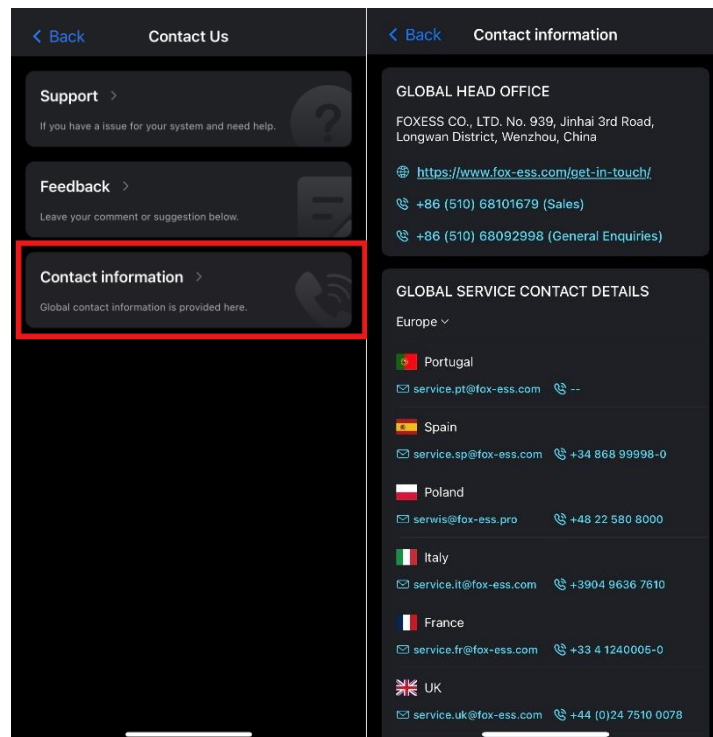 Back
Contact Us
Support
If you have a issue for your system and need help.
Feedback
Leave your comment or suggestion below.
Contact information
Global contact information is provided here.
Back
Contact information
GLOBAL HEAD OFFICE
FOXESS CO., LTD. No. 939, Jinhai 3rd Road,
Longwan District, Wenzhou, China
https://www.fox-ess.com/get-in-touch/
+86 (510) 68101679 (Sales)
+86 (510) 68092998 (General Enquiries)
GLOBAL SERVICE CONTACT DETAILS
Europe
Portugal
service.pt@fox-ess.com --
Spain
service.sp@fox-ess.com +34 868 99998-0
Poland
serwis@fox-ess.pro +48 22 580 8000
Italy
service.it@fox-ess.com +3904 9636 7610
France
service.fr@fox-ess.com +33 4 1240005-0
UK
service.uk@fox-ess.com +44 (0)24 7510 0078